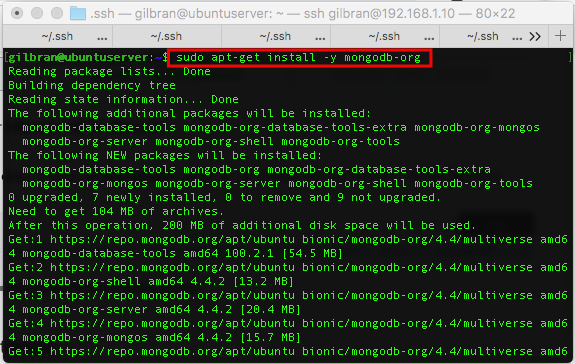 .ssh — gilbran@ubuntuserver: ~ — ssh gilbran@192.168.1.10 — 80×22
~/.ssh ~/.ssh ~/.ssh ~/.ssh ~/.ssh >> +
[gilbran@ubuntuserver:~$ sudo apt-get install -y mongodb-org
Reading package lists... Done
Building dependency tree
Reading state information... Done
The following additional packages will be installed:
mongodb-database-tools mongodb-org-database-tools-extra mongodb-org-mongos
mongodb-org-server mongodb-org-shell mongodb-org-tools
The following NEW packages will be installed:
mongodb-database-tools mongodb-org mongodb-org-database-tools-extra
mongodb-org-mongos mongodb-org-server mongodb-org-shell mongodb-org-tools
0 upgraded, 7 newly installed, 0 to remove and 9 not upgraded.
Need to get 104 MB of archives.
After this operation, 200 MB of additional disk space will be used.
Get:1 https://repo.mongodb.org/apt/ubuntu bionic/mongodb-org/4.4/multiverse amd6
4 mongodb-database-tools amd64 100.2.1 [54.5 MB]
Get:2 https://repo.mongodb.org/apt/ubuntu bionic/mongodb-org/4.4/multiverse amd6
4 mongodb-org-shell amd64 4.4.2 [13.2 MB]
Get:3 https://repo.mongodb.org/apt/ubuntu bionic/mongodb-org/4.4/multiverse amd6
4 mongodb-org-server amd64 4.4.2 [20.4 MB]
Get:4 https://repo.mongodb.org/apt/ubuntu bionic/mongodb-org/4.4/multiverse amd6
4 mongodb-org-mongos amd64 4.4.2 [15.7 MB]
Get:5 https://repo.mongodb.org/apt/ubuntu bionic/mongodb-org/4.4/multiverse amd6